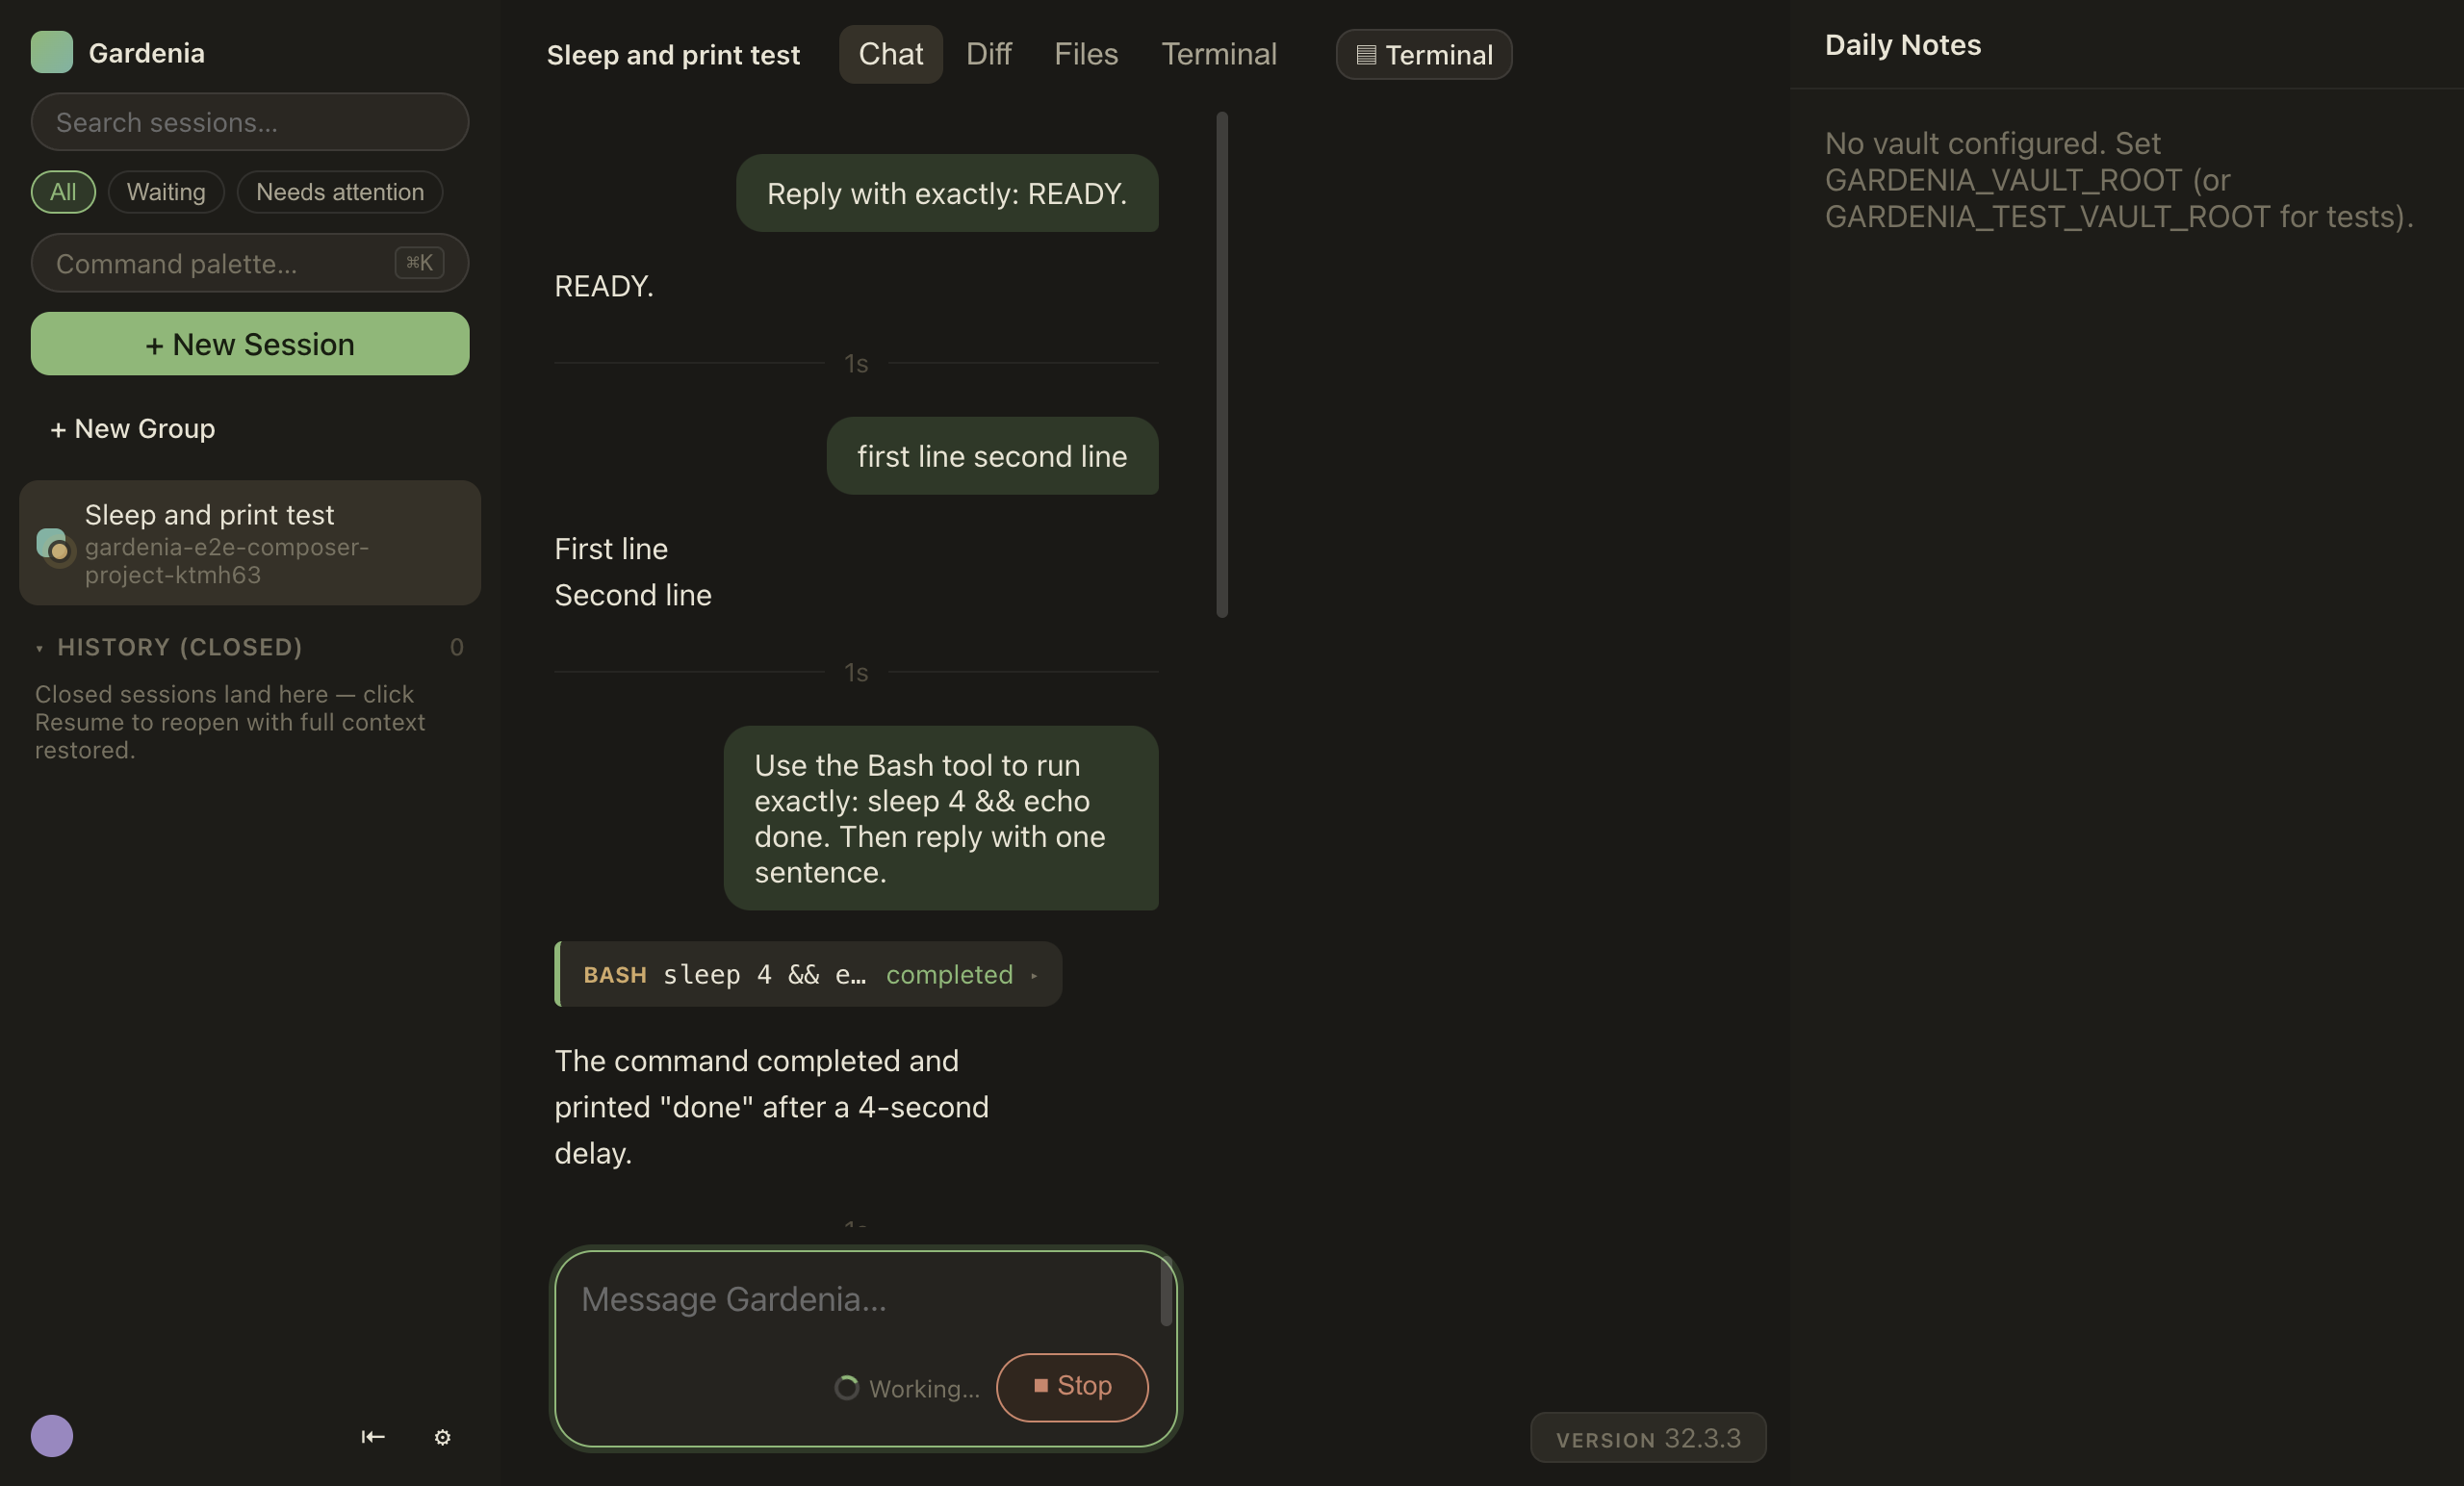 Gardenia
Search sessions...
All
Waiting
Needs attention
Command palette...
⌘K
+ New Session
+ New Group
Sleep and print test
gardenia-e2e-composer-
project-ktmh63
HISTORY (CLOSED)
0
Closed sessions land here — click
Resume to reopen with full context
restored.
Sleep and print test
Chat
Diff
Files
Terminal
Terminal
Reply with exactly: READY.
READY.
1s
first line second line
First line
Second line
1s
Use the Bash tool to run
exactly: sleep 4 && echo
done. Then reply with one
sentence.
BASH sleep 4 && e… completed
The command completed and
printed "done" after a 4-second
delay.
Message Gardenia...
Working...
Stop
VERSION 32.3.3
Daily Notes
No vault configured. Set
GARDENIA_VAULT_ROOT (or
GARDENIA_TEST_VAULT_ROOT for tests).